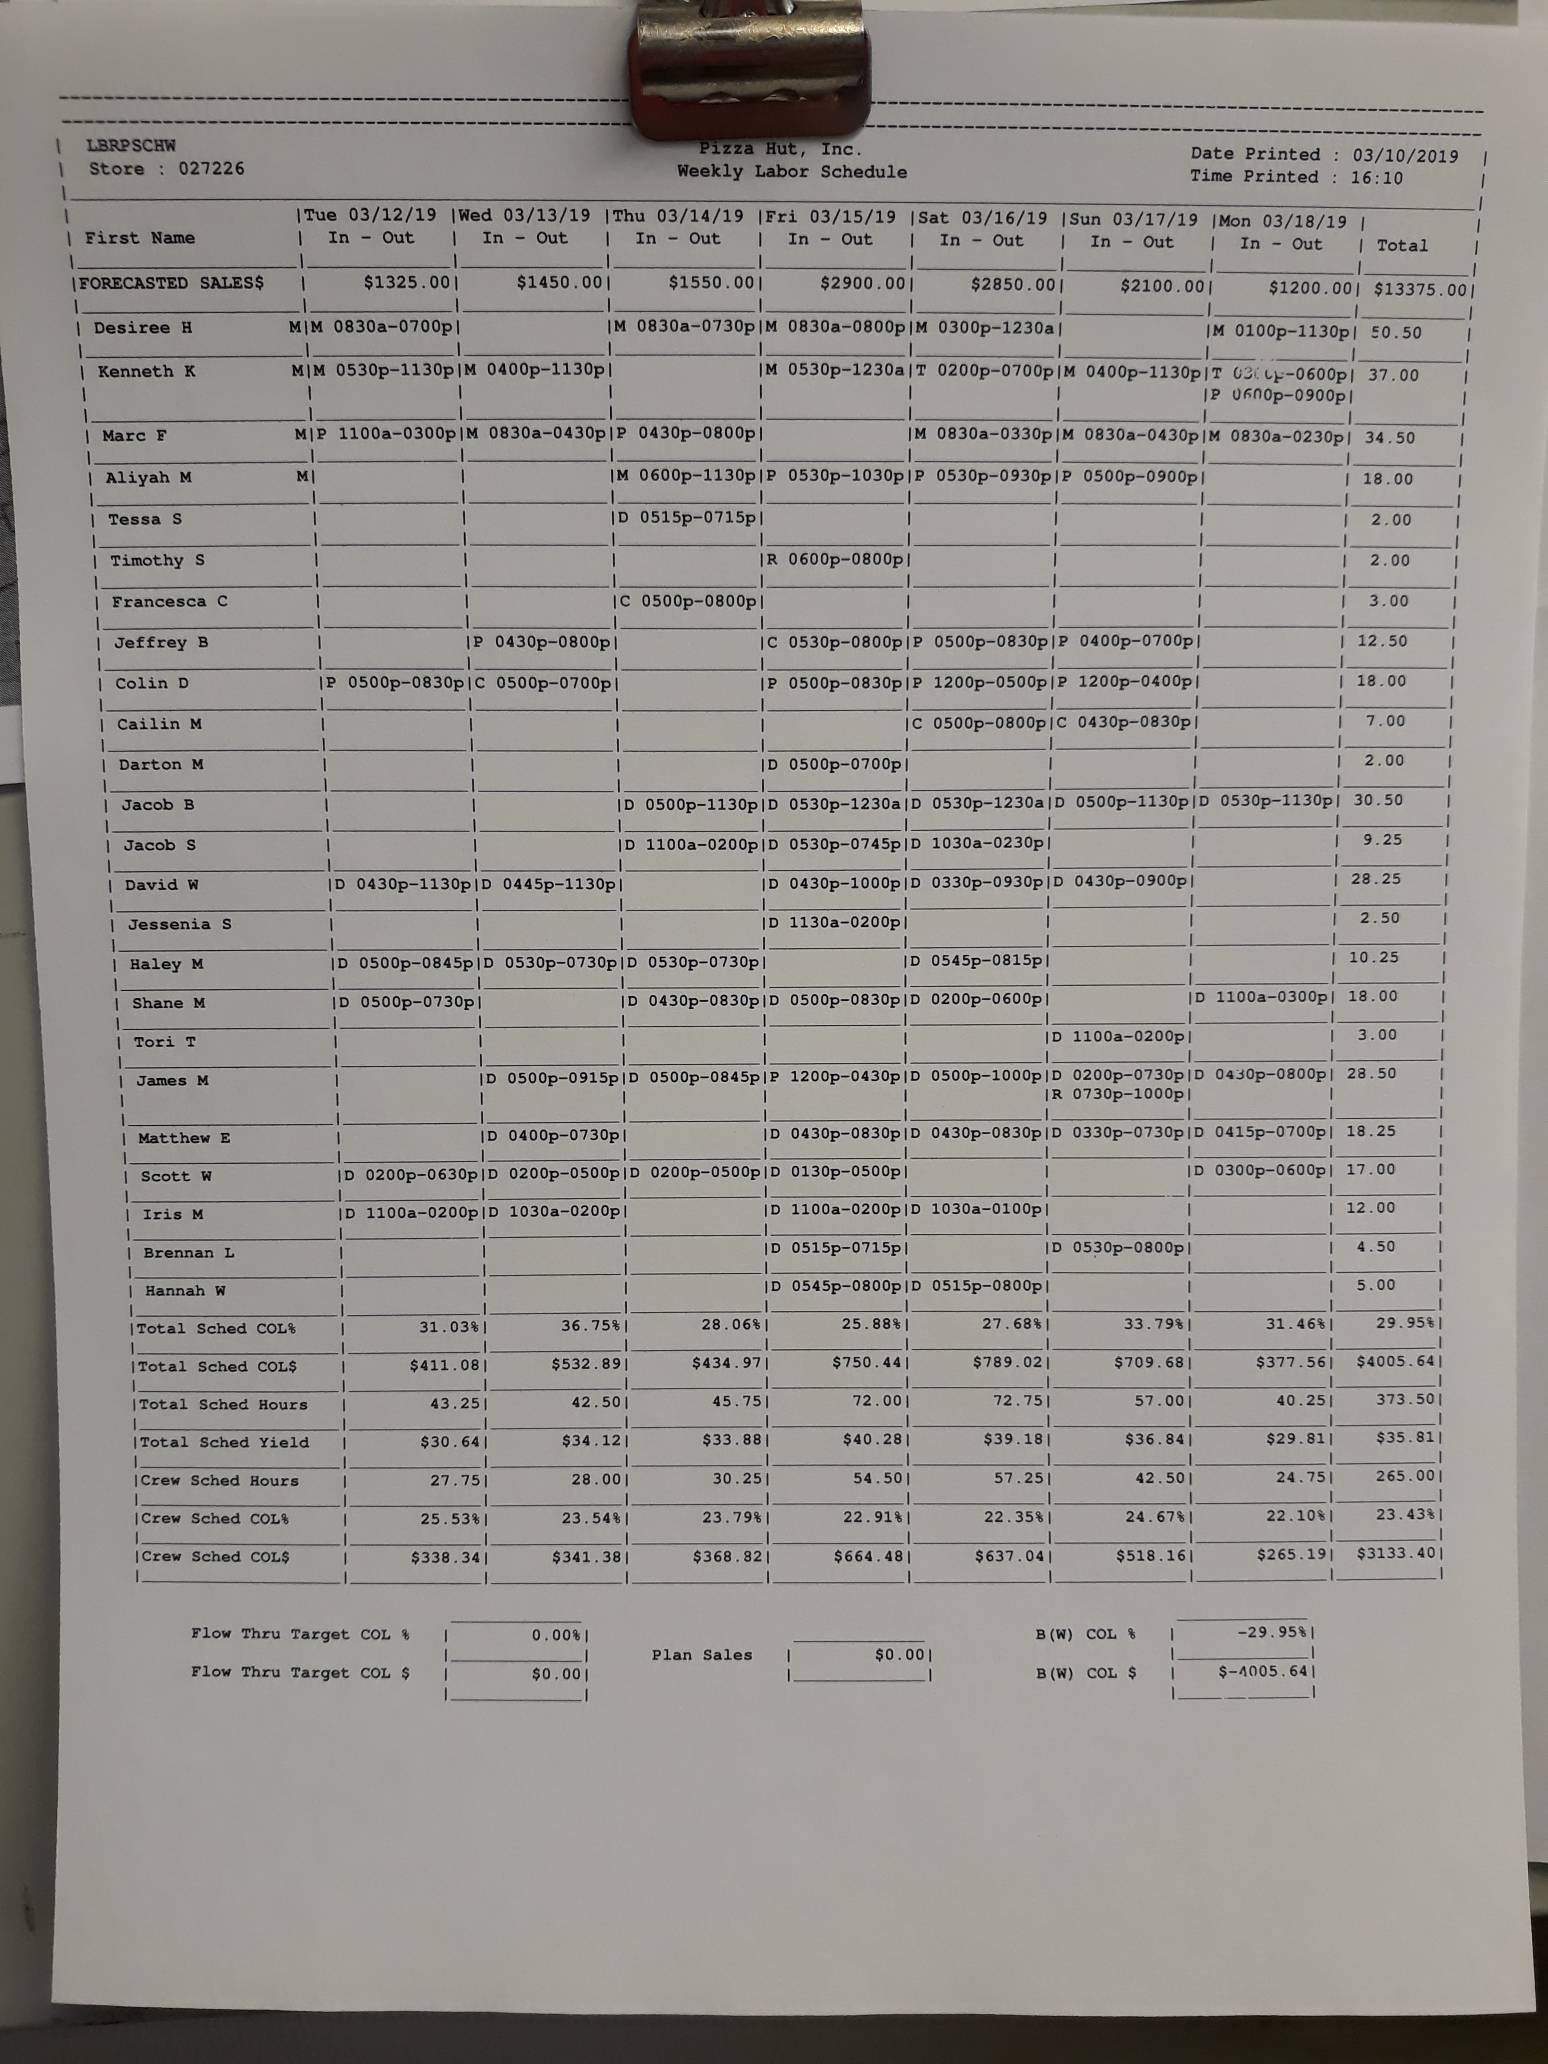 LBRPSCHW Pizza Hut, Inc. Date Printed : 03/10/2019
Store : 027226 Weekly Labor Schedule Time Printed : 16:10
|Tue 03/12/19 |Wed 03/13/19 |Thu 03/14/19 |Fri 03/15/19 |Sat 03/16/19 |Sun 03/17/19 |Mon 03/18/19 |
First Name | In - Out | In - Out | In - Out | In - Out | In - Out | In - Out | In - Out | Total
|FORECASTED SALES$ | $1325.00| $1450.00| $1550.00| $2900.00| $2850.00| $2100.00| $1200.00| $13375.00|
| Desiree H M|M 0830a-0700p| |M 0830a-0730p|M 0830a-0800p|M 0300p-1230a| |M 0100p-1130p| 50.50
| Kenneth K M|M 0530p-1130p|M 0400p-1130p| |M 0530p-1230a|T 0200p-0700p|M 0400p-1130p|T -0600p| 37.00 |
|P 0600p-0900p|
| Marc F M|P 1100a-0300p|M 0830a-0430p|P 0430p-0800p| |M 0830a-0330p|M 0830a-0430p|M 0830a-0230p| 34.50 |
| Aliyah M M| | |M 0600p-1130p|P 0530p-1030p|P 0530p-0930p|P 0500p-0900p| | 18.00 |
| Tessa S | | |D 0515p-0715p| | | | | 2.00 |
| Timothy S | | | |R 0600p-0800p| | | | 2.00 |
| Francesca C | | |C 0500p-0800p| | | | | 3.00 |
| Jeffrey B | |P 0430p-0800p| |C 0530p-0800p|P 0500p-0830p|P 0400p-0700p| | 12.50 |
| Colin D |P 0500p-0830p|C 0500p-0700p| |P 0500p-0830p|P 1200p-0500p|P 1200p-0400p| | 18.00 |
| Cailin M | | | | |C 0500p-0800p|C 0430p-0830p| | 7.00 |
| Darton M | | | |D 0500p-0700p| | | | 2.00 |
| Jacob B | | |D 0500p-1130p|D 0530p-1230a|D 0530p-1230a|D 0500p-1130p|D 0530p-1130p| 30.50 |
| Jacob S | | |D 1100a-0200p|D 0530p-0745p|D 1030a-0230p| | | 9.25 |
| David W |D 0430p-1130p|D 0445p-1130p| |D 0430p-1000p|D 0330p-0930p|D 0430p-0900p| | 28.25 |
| Jessenia S | | | |D 1130a-0200p| | | | 2.50 |
| Haley M |D 0500p-0845p|D 0530p-0730p|D 0530p-0730p| |D 0545p-0815p| | | 10.25 |
| Shane M |D 0500p-0730p| |D 0430p-0830p|D 0500p-0830p|D 0200p-0600p| |D 1100a-0300p| 18.00 |
| Tori T | | | | | |D 1100a-0200p| | 3.00 |
| James M | |D 0500p-0915p|D 0500p-0845p|P 1200p-0430p|D 0500p-1000p|D 0200p-0730p|D 0430p-0800p| 28.50 |
|R 0730p-1000p|
| Matthew E | |D 0400p-0730p| |D 0430p-0830p|D 0430p-0830p|D 0330p-0730p|D 0415p-0700p| 18.25 |
| Scott W |D 0200p-0630p|D 0200p-0500p|D 0200p-0500p|D 0130p-0500p| | |D 0300p-0600p| 17.00 |
| Iris M |D 1100a-0200p|D 1030a-0200p| |D 1100a-0200p|D 1030a-0100p| | | 12.00 |
| Brennan L | | | |D 0515p-0715p| |D 0530p-0800p| | 4.50 |
| Hannah W | | | |D 0545p-0800p|D 0515p-0800p| | | 5.00 |
|Total Sched COL% | 31.03%| 36.75%| 28.06%| 25.88%| 27.68%| 33.79%| 31.46%| 29.95%|
|Total Sched COL$ | $411.08| $532.89| $434.97| $750.44| $789.02| $709.68| $377.56| $4005.64|
|Total Sched Hours | 43.25| 42.50| 45.75| 72.00| 72.75| 57.00| 40.25| 373.50|
|Total Sched Yield | $30.64| $34.12| $33.88| $40.28| $39.18| $36.84| $29.81| $35.81|
|Crew Sched Hours | 27.75| 28.00| 30.25| 54.50| 57.25| 42.50| 24.75| 265.00|
|Crew Sched COL% | 25.53%| 23.54%| 23.79%| 22.91%| 22.35%| 24.67%| 22.10%| 23.43%|
|Crew Sched COL$ | $338.34| $341.38| $368.82| $664.48| $637.04| $518.16| $265.19| $3133.40|
Flow Thru Target COL % | 0.00%| B(W) COL % | -29.95%|
Plan Sales | $0.00|
Flow Thru Target COL $ | $0.00| B(W) COL $ | $-4005.64|